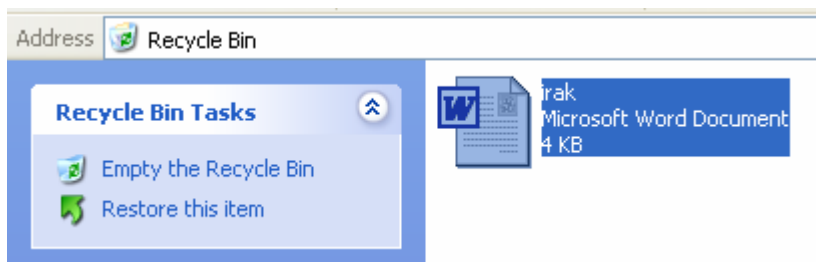 Address Recycle Bin
Recycle Bin Tasks
Empty the Recycle Bin
Restore this item
irak
Microsoft Word Document
4 KB